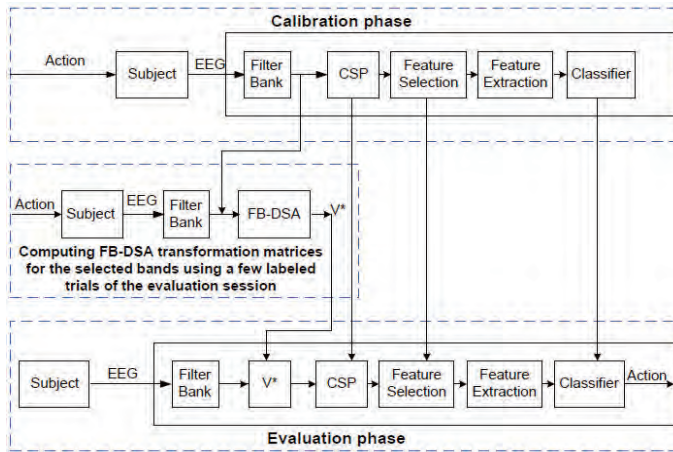 Calibration phase
Action
Subject
EEG
Filter
Bank
CSP
Feature
Selection
Feature
Extraction
Classifier
Action
Subject
EEG
Filter
Bank
FB-DSA
V*
Computing FB-DSA transformation matrices
for the selected bands using a few labeled
trials of the evaluation session
Subject
EEG
Filter
Bank
V*
CSP
Feature
Selection
Feature
Extraction
Classifier
Action
Evaluation phase